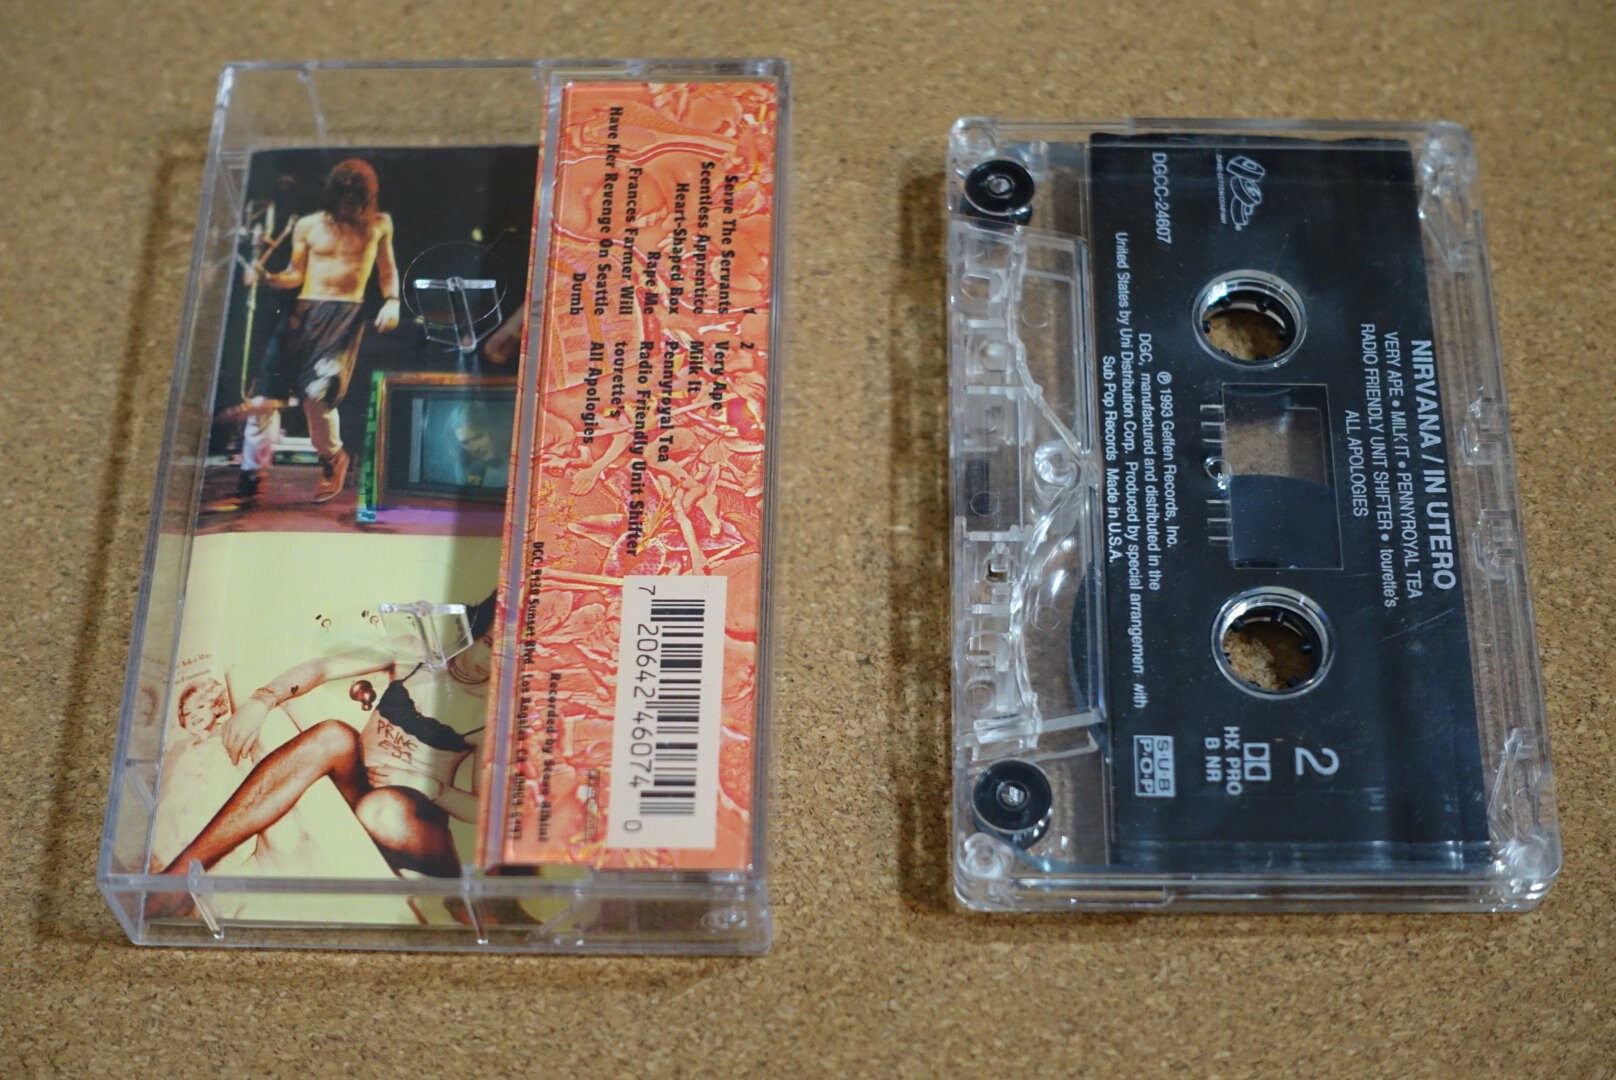 1
Serve The Servants
Scentless Apprentice
Heart-Shaped Box
Rape Me
Frances Farmer Will
Have Her Revenge On Seattle
Dumb
2
Very Ape
Milk It
Pennyroyal Tea
Radio Friendly Unit Shifter
tourette's
All Apologies
7 20642 46074 0
Recorded by Steve Albini
DGC, 9130 Sunset Blvd. Los Angeles, CA
NIRVANA / IN UTERO
VERY APE • MILK IT • PENNYROYAL TEA
RADIO FRIENDLY UNIT SHIFTER • tourette's
ALL APOLOGIES
DGCC-24607
2
HX PRO
B NR
℗ 1993 Geffen Records, Inc.
DGC, manufactured and distributed in the
United States by Uni Distribution Corp. Produced by special arrangement with
Sub Pop Records Made in U.S.A.
SUB
POP